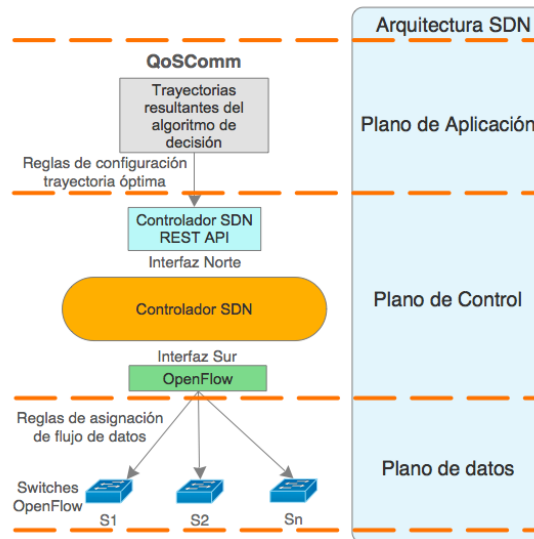 Arquitectura SDN
QoSComm
Trayectorias
resultantes del
algoritmo de
decisión
Plano de Aplicación
Reglas de configuración
trayectoria óptima
Controlador SDN
REST API
Interfaz Norte
Controlador SDN
Plano de Control
Interfaz Sur
OpenFlow
Reglas de asignación
de flujo de datos
Plano de datos
Switches
OpenFlow
S1
S2
Sn